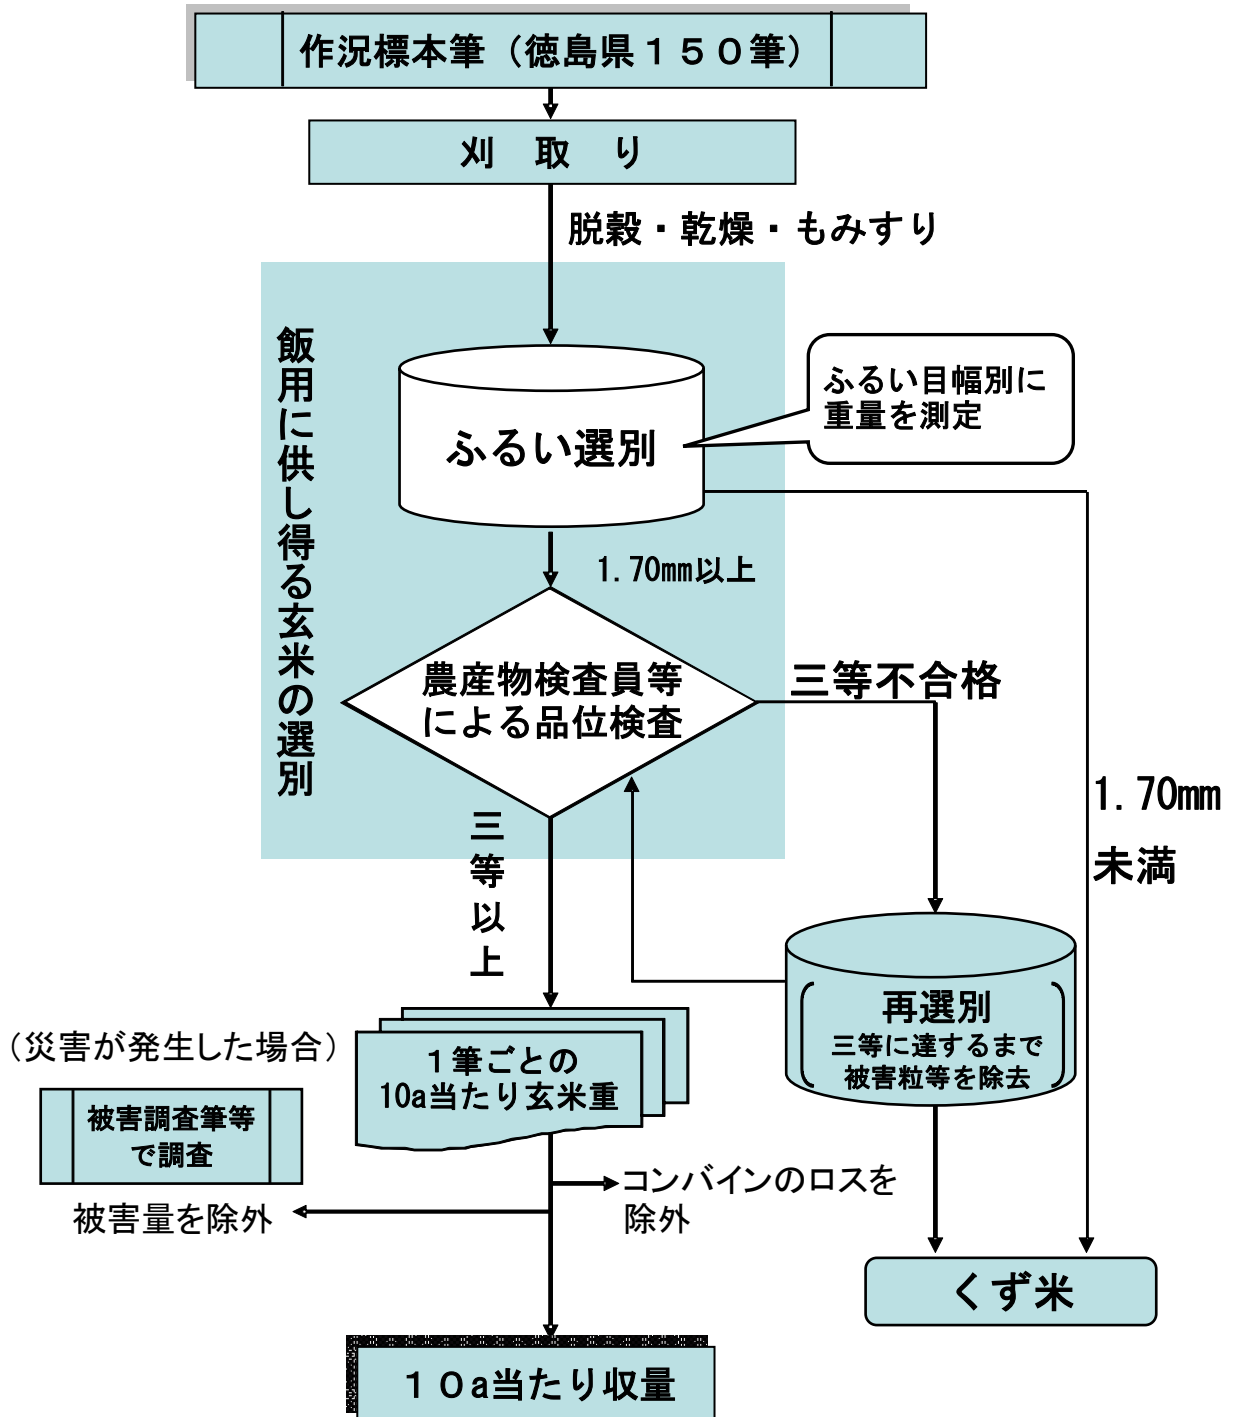 作況標本筆（徳島県１５０筆）
刈　取　り
脱穀・乾燥・もみすり
飯用に供し得る玄米の選別
ふるい目幅別に
重量を測定
ふるい選別
1.70mm以上
農産物検査員等
による品位検査
三等不合格
1.70mm
未満
三等以上
再選別
三等に達するまで
被害粒等を除去
（災害が発生した場合）
１筆ごとの
10a当たり玄米重
被害調査筆等
で調査
コンバインのロスを
除外
被害量を除外
くず米
１０a当たり収量